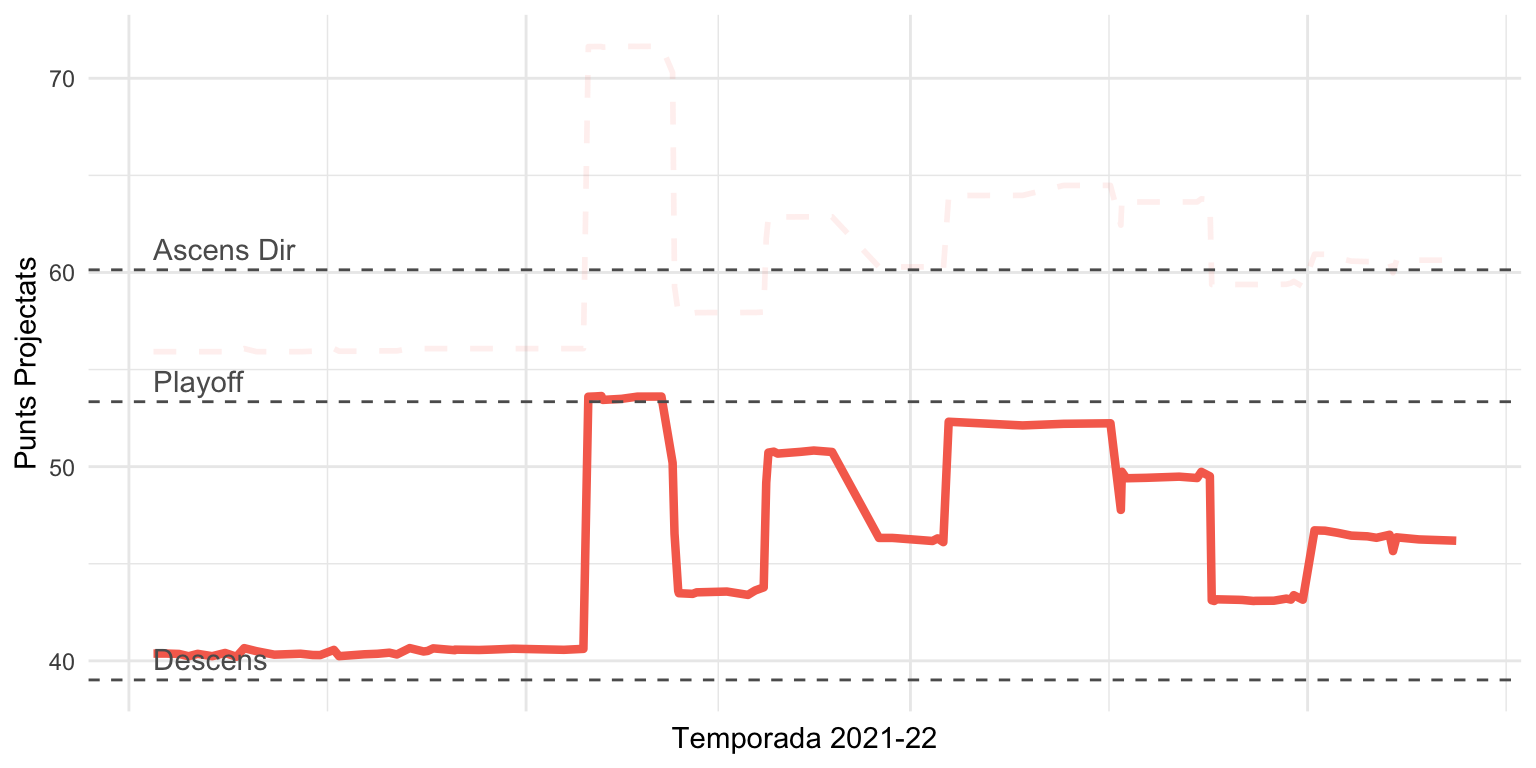 70
Ascens Dir
60
Playoff
50
Descens
40
Punts Projectats
Temporada 2021-22